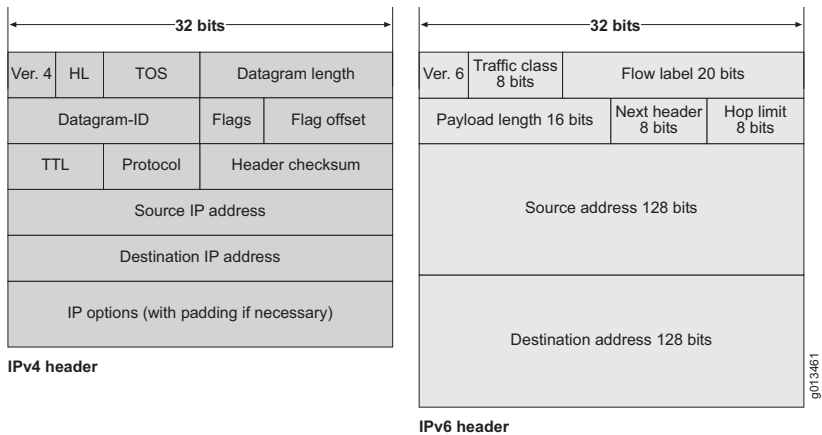 32 bits
Ver. 4 HL TOS Datagram length
Datagram-ID Flags Flag offset
TTL Protocol Header checksum
Source IP address
Destination IP address
IP options (with padding if necessary)
IPv4 header
32 bits
Ver. 6 Traffic class 8 bits Flow label 20 bits
Payload length 16 bits Next header 8 bits Hop limit 8 bits
Source address 128 bits
Destination address 128 bits
IPv6 header
g013461